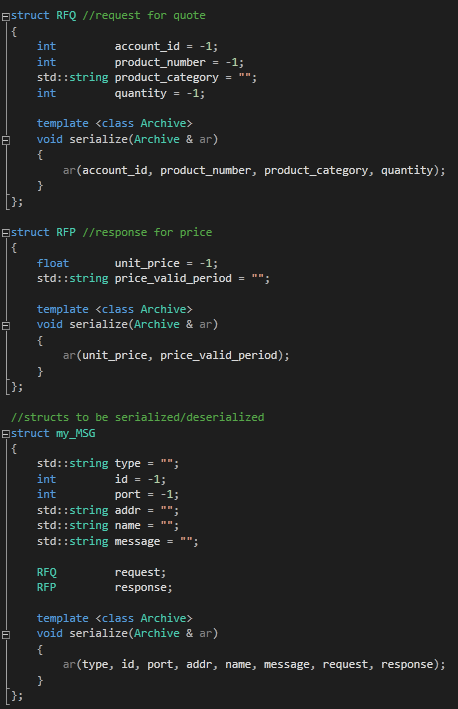 struct RFQ //request for quote
{
    int         account_id = -1;
    int         product_number = -1;
    std::string product_category = "";
    int         quantity = -1;

    template <class Archive>
    void serialize(Archive & ar)
    {
        ar(account_id, product_number, product_category, quantity);
    }
};

struct RFP //response for price
{
    float       unit_price = -1;
    std::string price_valid_period = "";

    template <class Archive>
    void serialize(Archive & ar)
    {
        ar(unit_price, price_valid_period);
    }
};

//structs to be serialized/deserialized
struct my_MSG
{
    std::string type = "";
    int         id = -1;
    int         port = -1;
    std::string addr = "";
    std::string name = "";
    std::string message = "";

    RFQ         request;
    RFP         response;

    template <class Archive>
    void serialize(Archive & ar)
    {
        ar(type, id, port, addr, name, message, request, response);
    }
};